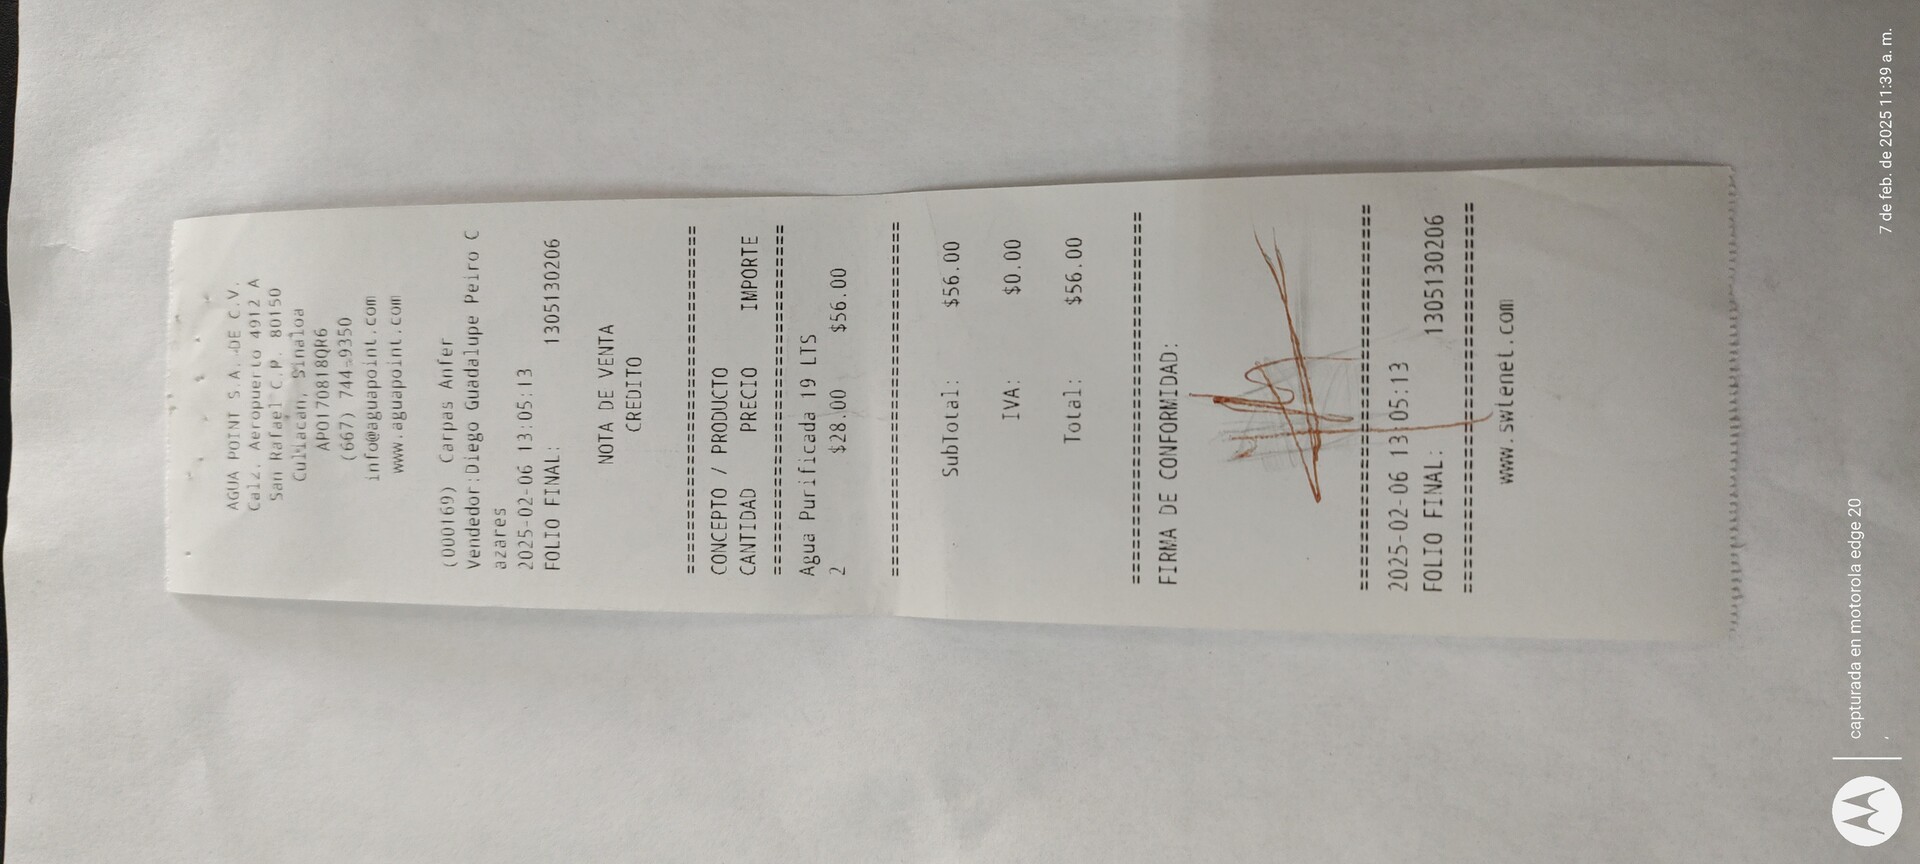 AGUA POINT S.A. DE C.V.
Calz. Aeropuerto 4912 A
San Rafael C.P. 80150
Culiacan, Sinaloa
APO170818QR6
(667) 744-9350
info@aguapoint.com
www.aguapoint.com
(000169) Carpas Anfer
Vendedor:Diego Guadalupe Peiro C
azares
2025-02-06 13:05:13
FOLIO FINAL: 1305130206
NOTA DE VENTA
CREDITO
================================
CONCEPTO / PRODUCTO
CANTIDAD PRECIO IMPORTE
================================
Agua Purificada 19 LTS
2 $28.00 $56.00
================================
SubTotal: $56.00
IVA: $0.00
Total: $56.00
================================
FIRMA DE CONFORMIDAD:
================================
2025-02-06 13:05:13
FOLIO FINAL: 1305130206
================================
www.swtenet.com
capturada en motorola edge 20
7 de feb. de 2025 11:39 a. m.